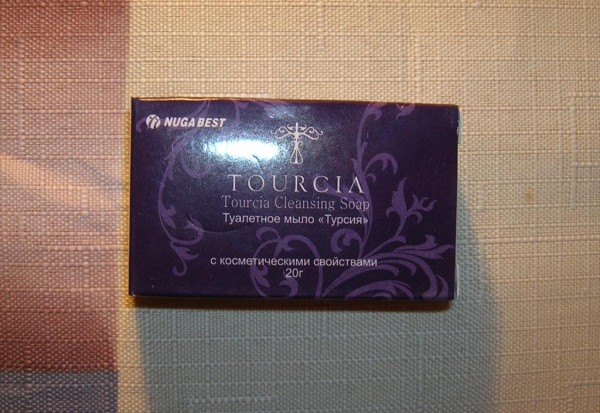 NUGA BEST
TOURCIA
Tourcia Cleansing Soap
Туалетное мыло «Турсия»
с косметическими свойствами
20г